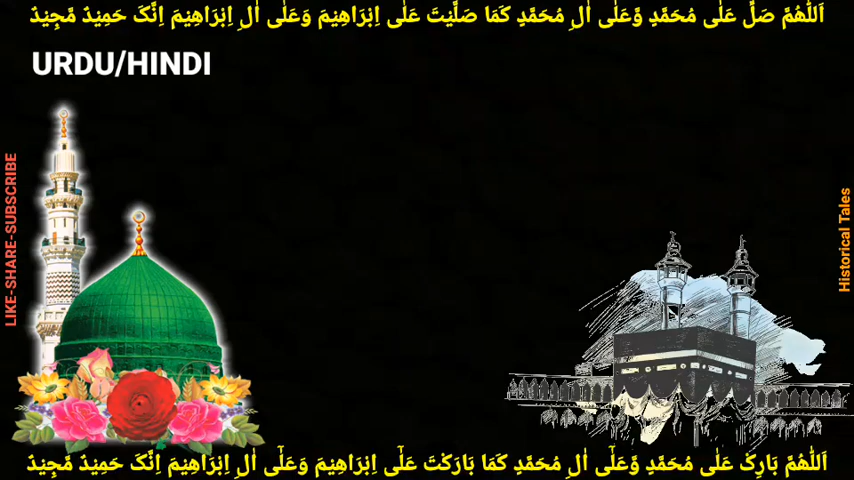 اَللّٰهُمَّ صَلِّ عَلٰی مُحَمَّدٍ وَّعَلٰٓی اٰلِ مُحَمَّدٍ کَمَا صَلَّیْتَ عَلٰٓی اِبْرَاهِیْمَ وَعَلٰٓی اٰلِ اِبْرَاهِیْمَ اِنَّکَ حَمِیْدٌ مَّجِیْدٌ
URDU/HINDI
LIKE-SHARE-SUBSCRIBE
Historical Tales
اَللّٰهُمَّ بَارِکْ عَلٰی مُحَمَّدٍ وَّعَلٰٓی اٰلِ مُحَمَّدٍ کَمَا بَارَکْتَ عَلٰٓی اِبْرَاهِیْمَ وَعَلٰٓی اٰلِ اِبْرَاهِیْمَ اِنَّکَ حَمِیْدٌ مَّجِیْدٌ